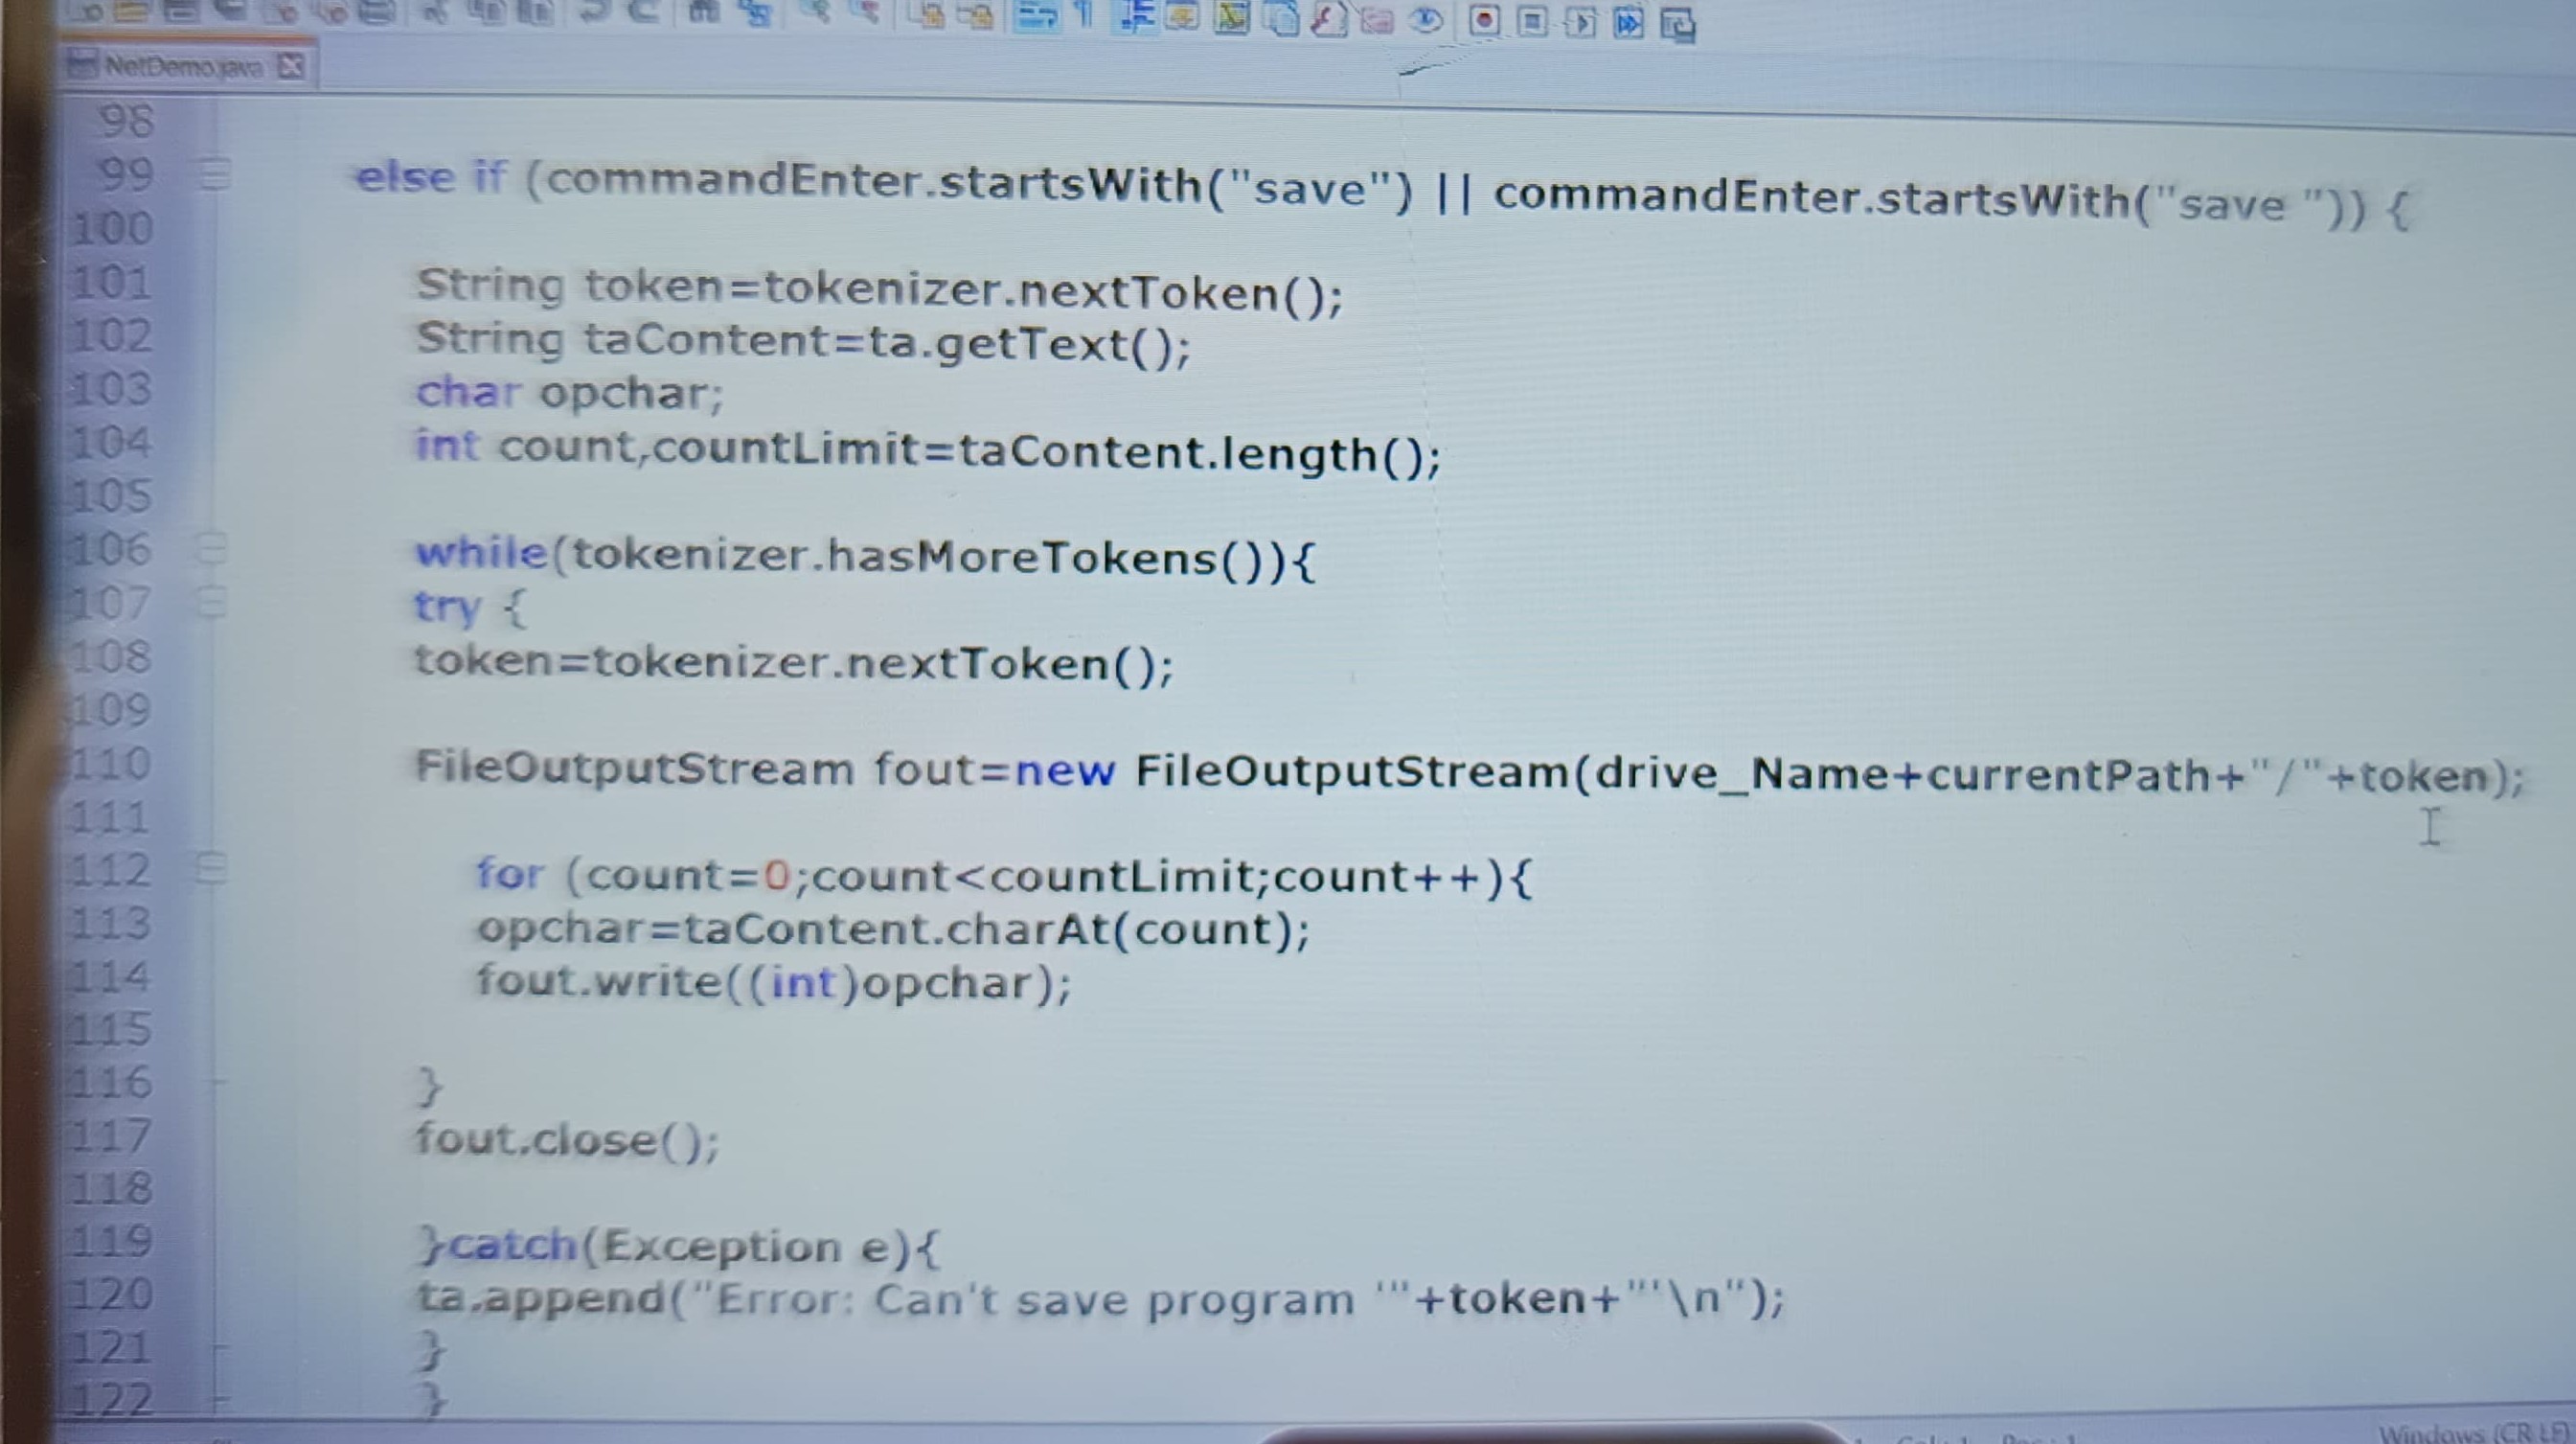 NetDemo.java
98
99 else if (commandEnter.startsWith("save") || commandEnter.startsWith("save ")) {
100
101 String token=tokenizer.nextToken();
102 String taContent=ta.getText();
103 char opchar;
104 int count,countLimit=taContent.length();
105
106 while(tokenizer.hasMoreTokens()){
107 try {
108 token=tokenizer.nextToken();
109
110 FileOutputStream fout=new FileOutputStream(drive_Name+currentPath+"/"+token);
111
112 for (count=0;count<countLimit;count++){
113 opchar=taContent.charAt(count);
114 fout.write((int)opchar);
115
116 }
117 fout.close();
118
119 }catch(Exception e){
120 ta.append("Error: Can't save program '"+token+"'\n");
121 }
122 }
Windows (CR LF)